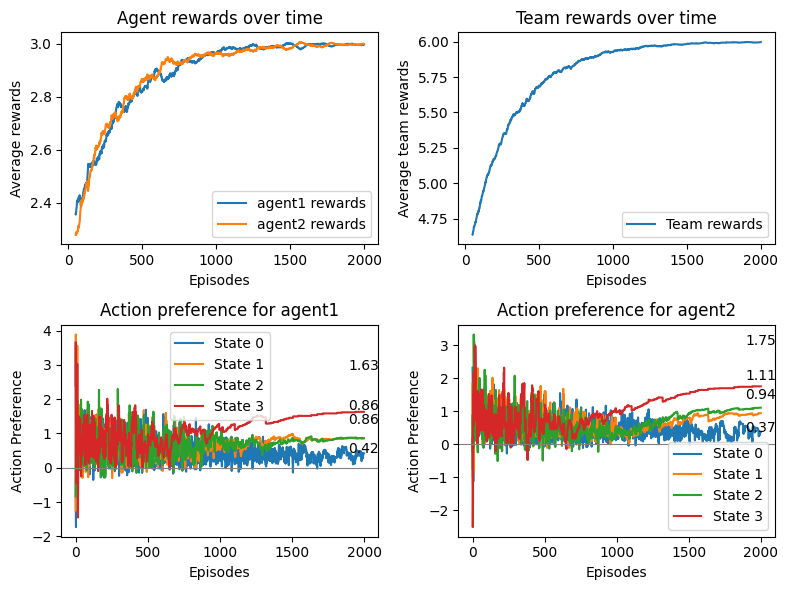 Agent rewards over time
Average rewards
3.0
2.8
2.6
2.4
agent1 rewards
agent2 rewards
0 500 1000 1500 2000
Episodes
Team rewards over time
Average team rewards
6.00
5.75
5.50
5.25
5.00
4.75
Team rewards
0 500 1000 1500 2000
Episodes
Action preference for agent1
Action Preference
4
3
2
1
0
−1
−2
State 0
State 1
State 2
State 3
1.63
0.86
0.86
0.42
0 500 1000 1500 2000
Episodes
Action preference for agent2
Action Preference
3
2
1
0
−1
−2
1.75
1.11
0.94
0.37
State 0
State 1
State 2
State 3
0 500 1000 1500 2000
Episodes